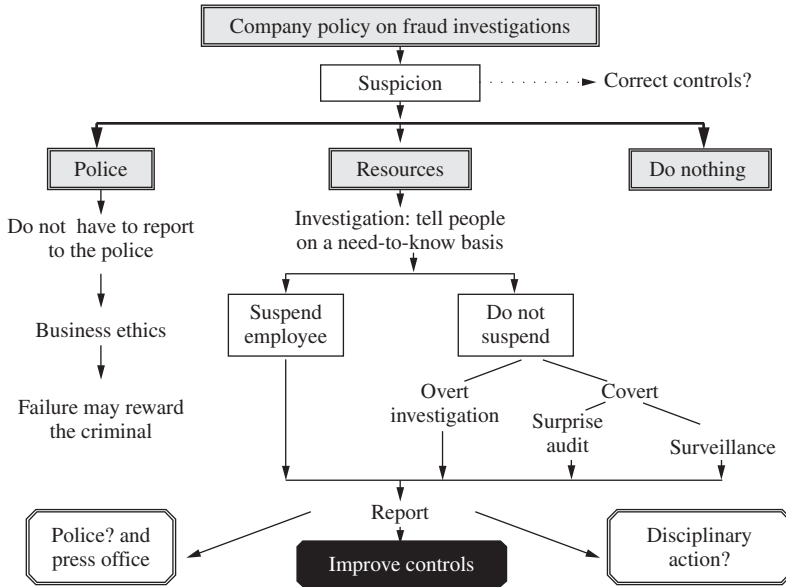 Company policy on fraud investigations
Suspicion
Correct controls?
Police
Resources
Do nothing
Do not have to report
to the police
Investigation: tell people
on a need-to-know basis
Business ethics
Suspend
employee
Do not
suspend
Failure may reward
the criminal
Overt
investigation
Covert
Surprise
audit
Surveillance
Report
Police? and
press office
Improve controls
Disciplinary
action?